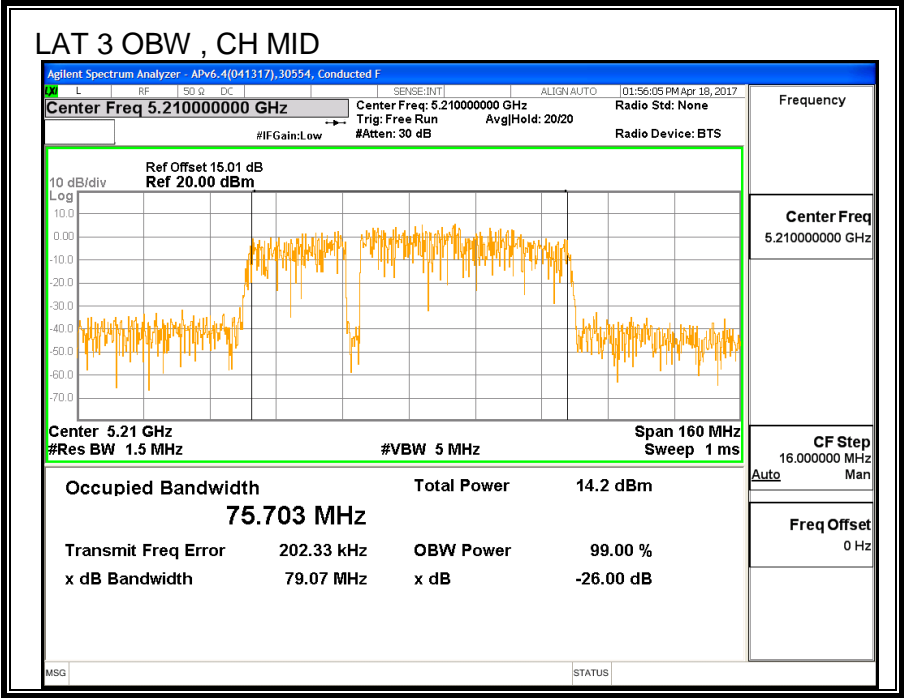 LAT 3 OBW , CH MID
Agilent Spectrum Analyzer - APv6.4(041317),30554, Conducted F
LXI L RF 50 Ω DC SENSE:INT ALIGN AUTO 01:56:05 PM Apr 18, 2017
Center Freq 5.210000000 GHz
Center Freq: 5.210000000 GHz
Radio Std: None
Trig: Free Run Avg|Hold: 20/20
#IFGain:Low #Atten: 30 dB Radio Device: BTS
Ref Offset 15.01 dB
10 dB/div Ref 20.00 dBm
Log
10.0
0.00
-10.0
-20.0
-30.0
-40.0
-50.0
-60.0
-70.0
Center 5.21 GHz Span 160 MHz
#Res BW 1.5 MHz #VBW 5 MHz Sweep 1 ms
Occupied Bandwidth Total Power 14.2 dBm
75.703 MHz
Transmit Freq Error 202.33 kHz OBW Power 99.00 %
x dB Bandwidth 79.07 MHz x dB -26.00 dB
Frequency
Center Freq
5.210000000 GHz
CF Step
16.000000 MHz
Auto Man
Freq Offset
0 Hz
MSG STATUS